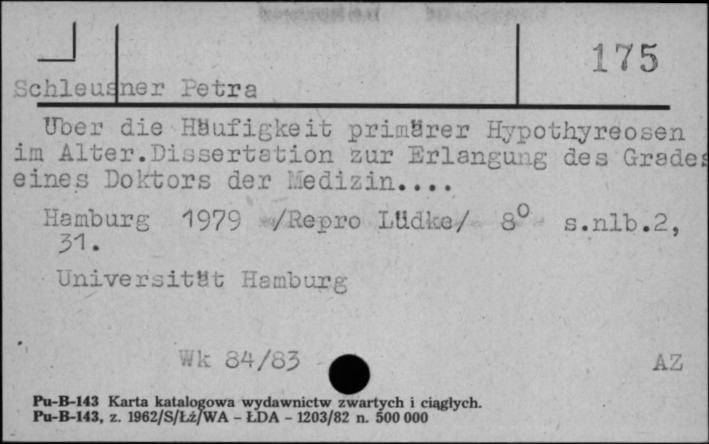 175
Schleusner Petra
Über die Häufigkeit primärer Hypothyreosen
im Alter.Dissertation zur Erlangung des Grades
eines Doktors der Medizin....
Hamburg 1979 /Repro Lüdke/ 8° s.nlb.2,
31.
Universität Hamburg
Wk 84/83
AZ
Pu-B-143 Karta katalogowa wydawnictw zwartych i ciągłych.
Pu-B-143, z. 1962/S/Łź/WA – ŁDA – 1203/82 n. 500 000